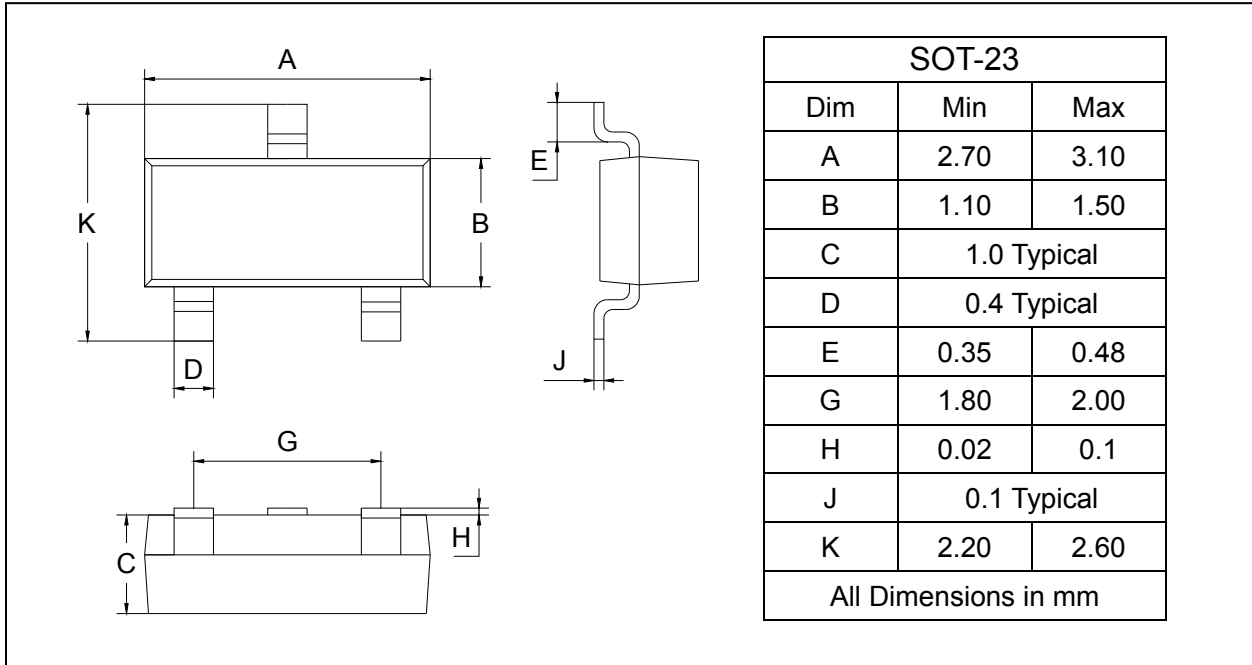 A
K
B
D
E
J
G
C
H
SOT-23
Dim Min Max
A 2.70 3.10
B 1.10 1.50
C 1.0 Typical
D 0.4 Typical
E 0.35 0.48
G 1.80 2.00
H 0.02 0.1
J 0.1 Typical
K 2.20 2.60
All Dimensions in mm